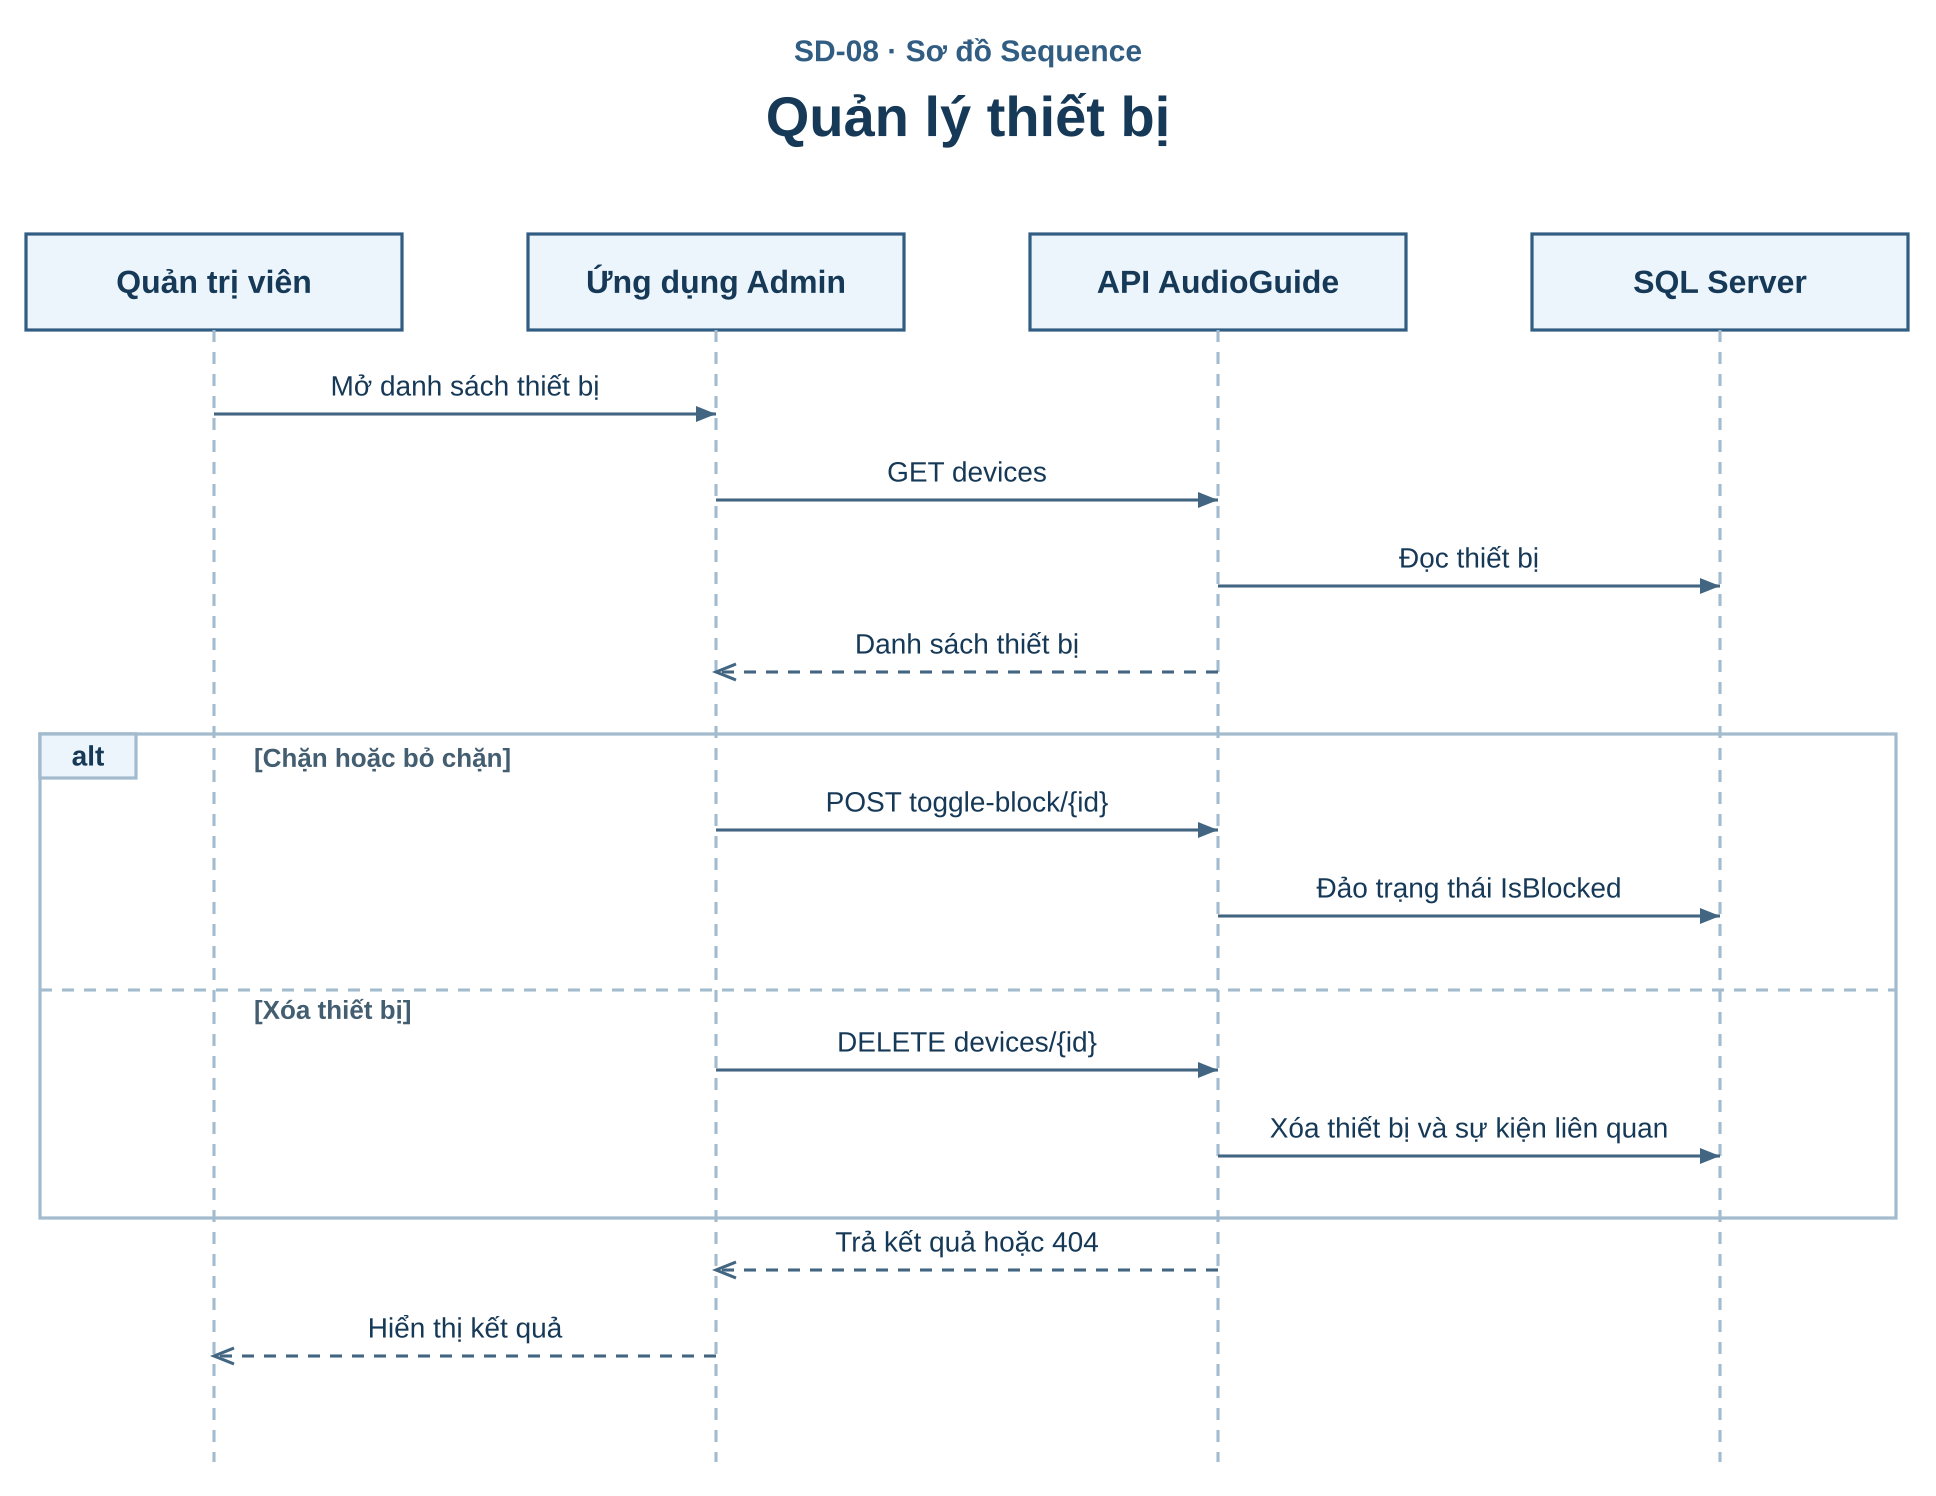 SD-08 · Sơ đồ Sequence
Quản lý thiết bị
Quản trị viên
Ứng dụng Admin
API AudioGuide
SQL Server
Mở danh sách thiết bị
GET devices
Đọc thiết bị
Danh sách thiết bị
alt
[Chặn hoặc bỏ chặn]
POST toggle-block/{id}
Đảo trạng thái IsBlocked
[Xóa thiết bị]
DELETE devices/{id}
Xóa thiết bị và sự kiện liên quan
Trả kết quả hoặc 404
Hiển thị kết quả